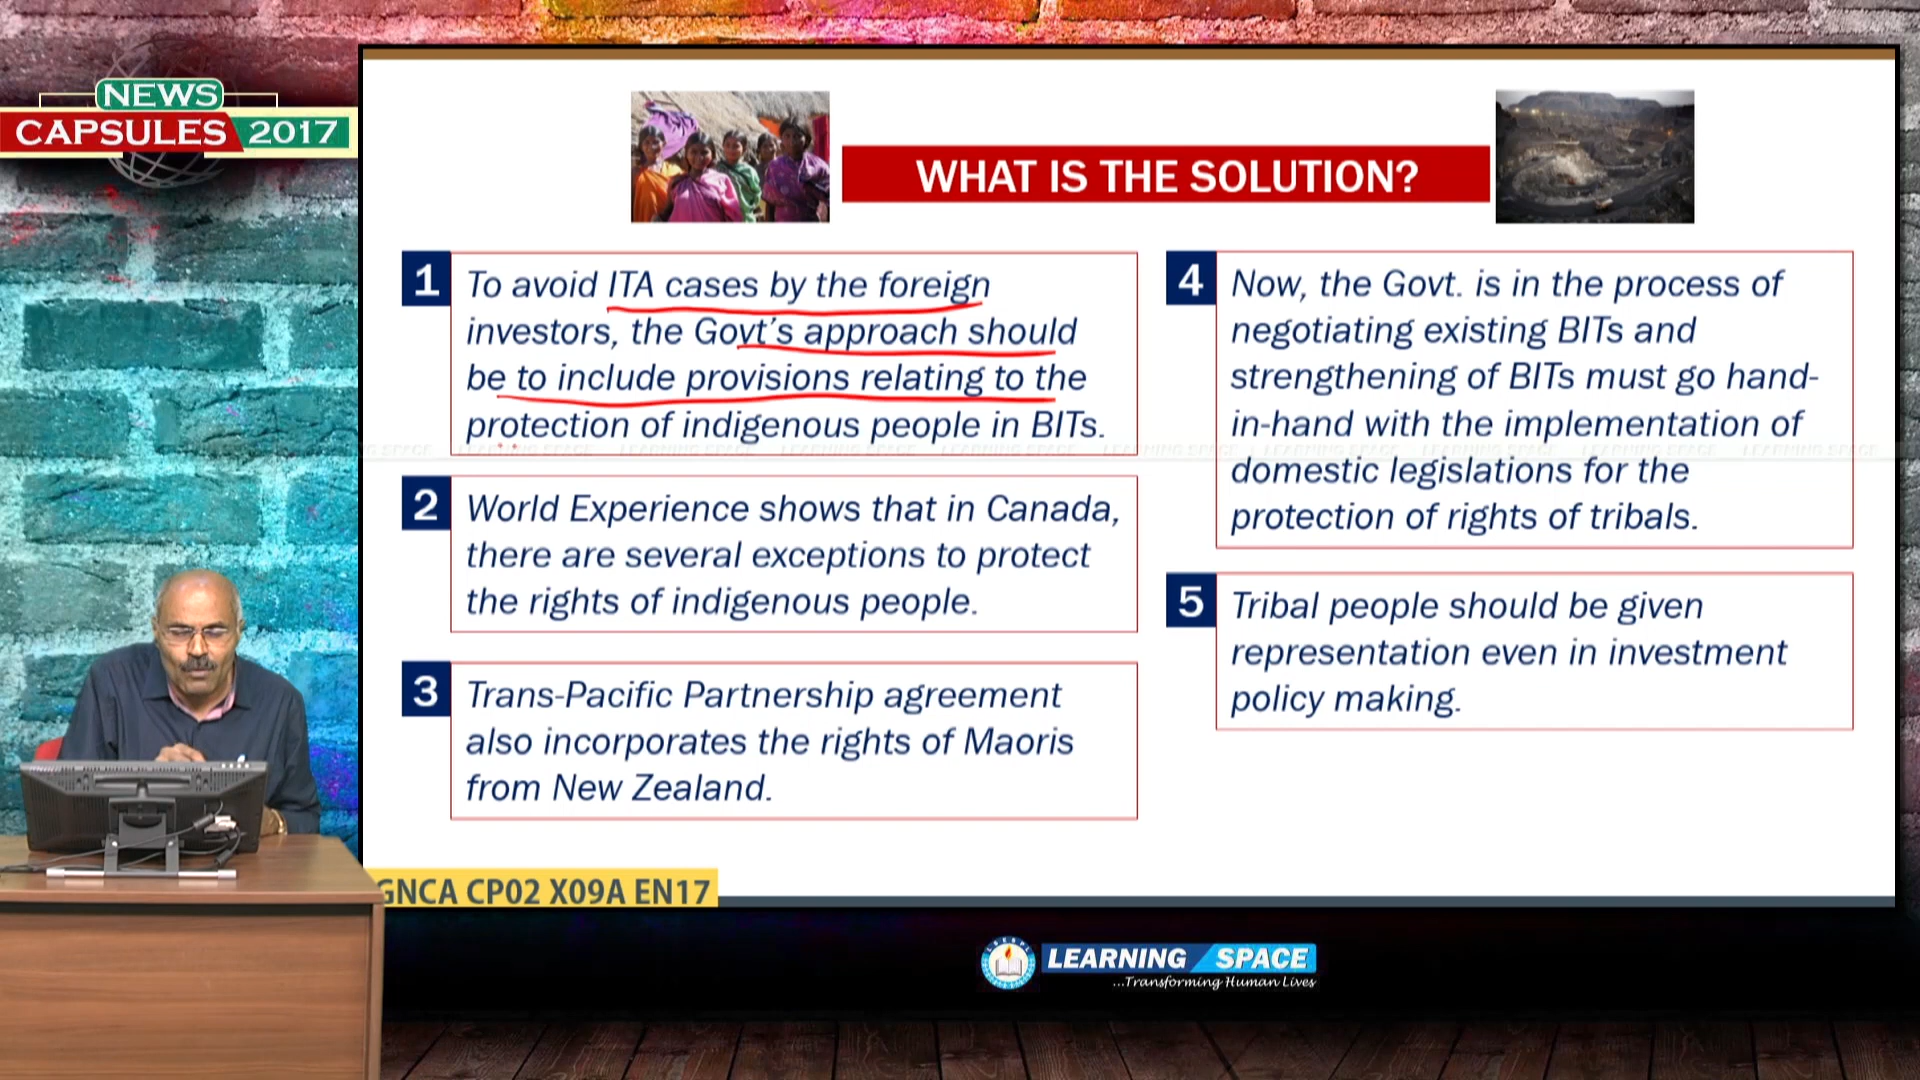 NEWS
CAPSULES 2017
WHAT IS THE SOLUTION?
1
To avoid ITA cases by the foreign
investors, the Govt's approach should
be to include provisions relating to the
protection of indigenous people in BITs.
2
World Experience shows that in Canada,
there are several exceptions to protect
the rights of indigenous people.
3
Trans-Pacific Partnership agreement
also incorporates the rights of Maoris
from New Zealand.
4
Now, the Govt. is in the process of
negotiating existing BITs and
strengthening of BITs must go hand-
in-hand with the implementation of
domestic legislations for the
protection of rights of tribals.
5
Tribal people should be given
representation even in investment
policy making.
GNCA CP02 X09A EN17
LEARNING SPACE
...Transforming Human Lives